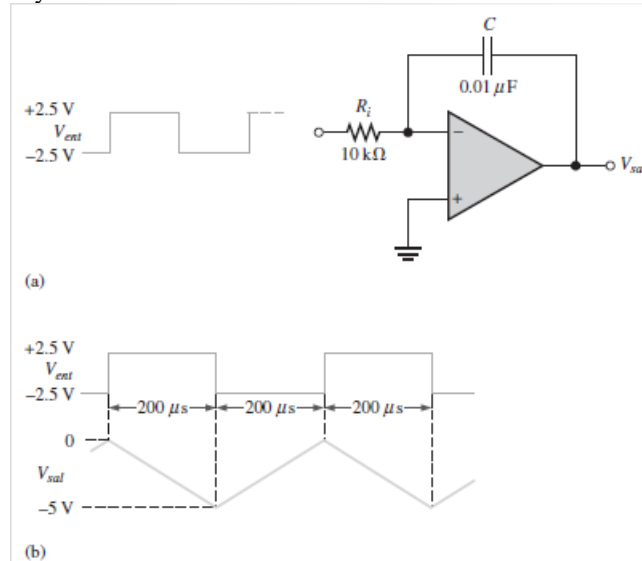 C
0.01 μF
+2.5 V
V_ent
−2.5 V
R_i
10 kΩ
−
+
(a)
+2.5 V
V_ent
−2.5 V
200 μs 200 μs 200 μs
0
V_sal
−5 V
(b)